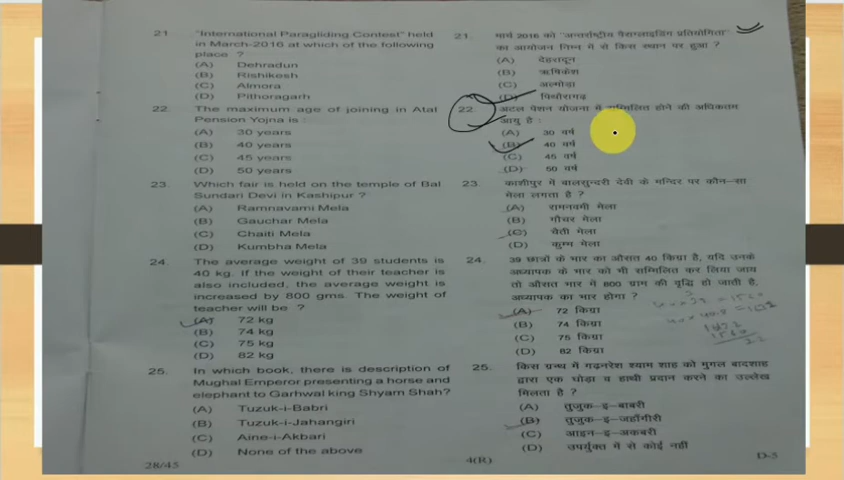 21. "International Paragliding Contest" held
in March-2016 at which of the following
place ?
(A) Dehradun
(B) Rishikesh
(C) Almora
(D) Pithoragarh
22. The maximum age of joining in Atal
Pension Yojna is :
(A) 30 years
(B) 40 years
(C) 45 years
(D) 50 years
23. Which fair is held on the temple of Bal
Sundari Devi in Kashipur ?
(A) Ramnavami Mela
(B) Gauchar Mela
(C) Chaiti Mela
(D) Kumbha Mela
24. The average weight of 39 students is
40 kg. If the weight of their teacher is
also included, the average weight is
increased by 800 gms. The weight of
teacher will be ?
(A) 72 kg
(B) 74 kg
(C) 75 kg
(D) 82 kg
25. In which book, there is description of
Mughal Emperor presenting a horse and
elephant to Garhwal king Shyam Shah?
(A) Tuzuk-i-Babri
(B) Tuzuk-i-Jahangiri
(C) Aine-i-Akbari
(D) None of the above
28/45
21. मार्च 2016 को "अन्तर्राष्ट्रीय पैराग्लाइडिंग प्रतियोगिता"
का आयोजन निम्न में से किस स्थान पर हुआ ?
(A) देहरादून
(B) ऋषिकेश
(C) अल्मोड़ा
(D) पिथौरागढ़
22. अटल पेंशन योजना में सम्मिलित होने की अधिकतम
आयु है :
(A) 30 वर्ष
(B) 40 वर्ष
(C) 45 वर्ष
(D) 50 वर्ष
23. काशीपुर में बालसुन्दरी देवी के मन्दिर पर कौन-सा
मेला लगता है ?
(A) रामनवमी मेला
(B) गौचर मेला
(C) चैती मेला
(D) कुम्भ मेला
24. 39 छात्रों के भार का औसत 40 किग्रा है, यदि उनके
अध्यापक के भार को भी सम्मिलित कर लिया जाय
तो औसत भार में 800 ग्राम की वृद्धि हो जाती है,
अध्यापक का भार होगा ?
(A) 72 किग्रा
(B) 74 किग्रा
(C) 75 किग्रा
(D) 82 किग्रा
25. किस ग्रन्थ में गढ़नरेश श्याम शाह को मुगल बादशाह
द्वारा एक घोड़ा व हाथी प्रदान करने का उल्लेख
मिलता है ?
(A) तुजुक-इ-बाबरी
(B) तुजुक-इ-जहाँगीरी
(C) आइन-इ-अकबरी
(D) उपर्युक्त में से कोई नहीं
4(R)
D-3